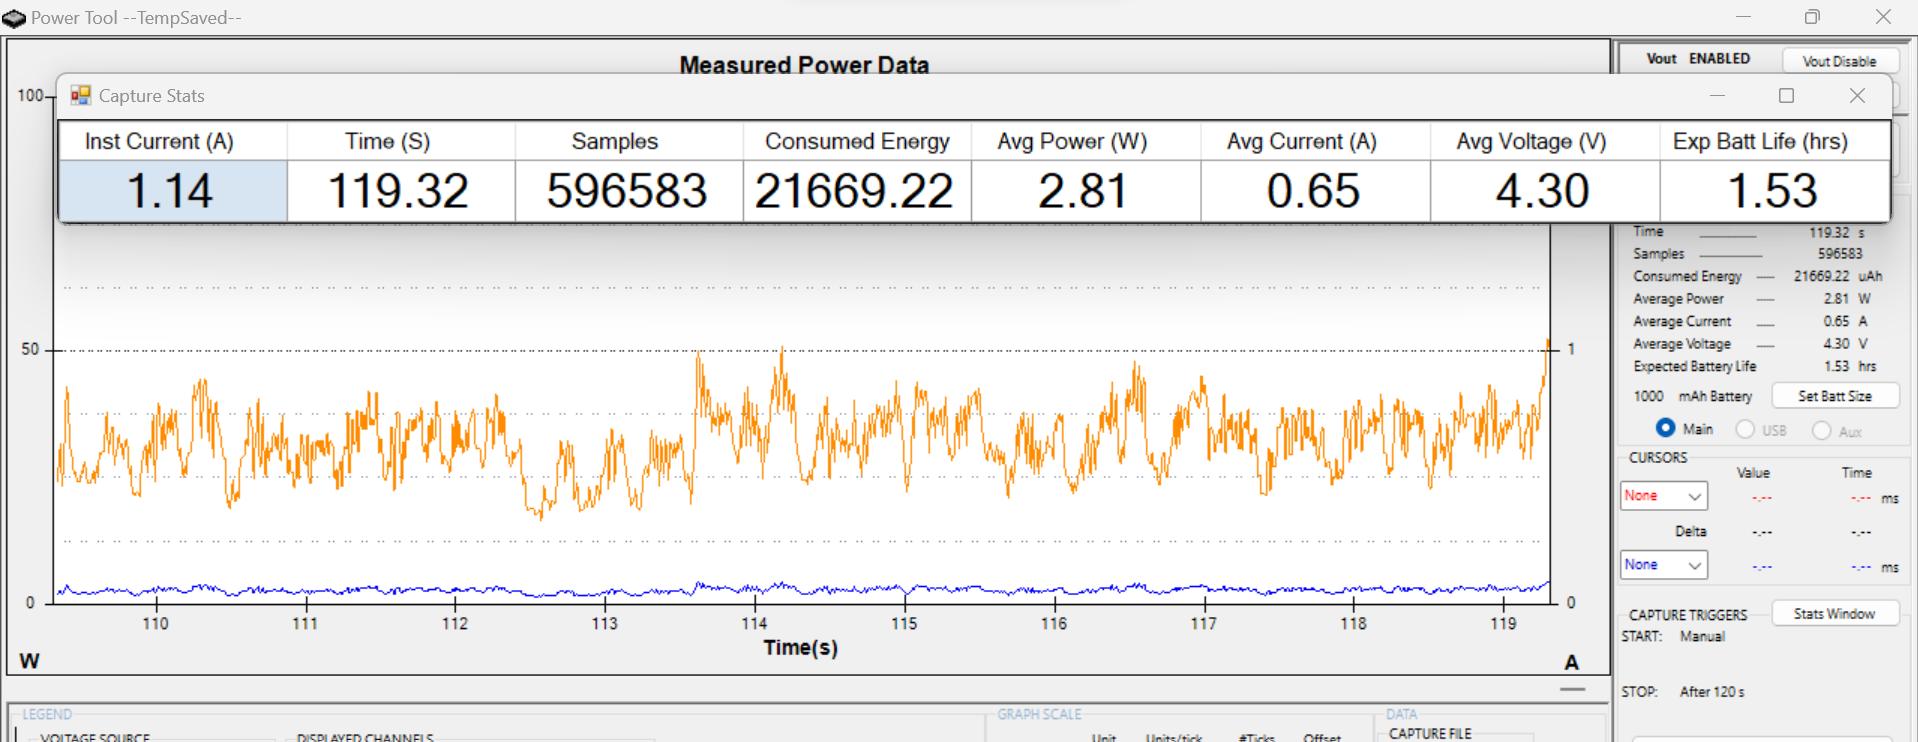 Power Tool --TempSaved--
Measured Power Data
Vout ENABLED
Vout Disable
Capture Stats
Inst Current (A) Time (S) Samples Consumed Energy Avg Power (W) Avg Current (A) Avg Voltage (V) Exp Batt Life (hrs)
1.14 119.32 596583 21669.22 2.81 0.65 4.30 1.53
100
50
0
1
0
110 111 112 113 114 115 116 117 118 119
Time(s)
W
A
Time 119.32 s
Samples 596583
Consumed Energy 21669.22 uAh
Average Power 2.81 W
Average Current 0.65 A
Average Voltage 4.30 V
Expected Battery Life 1.53 hrs
1000 mAh Battery Set Batt Size
Main USB Aux
CURSORS
Value Time
None -.-- -.-- ms
Delta -.-- -.--
None -.-- -.-- ms
CAPTURE TRIGGERS Stats Window
START: Manual
STOP: After 120 s
LEGEND
VOLTAGE SOURCE DISPLAYED CHANNELS
GRAPH SCALE
Unit Units/tick #Ticks Offset
DATA
CAPTURE FILE